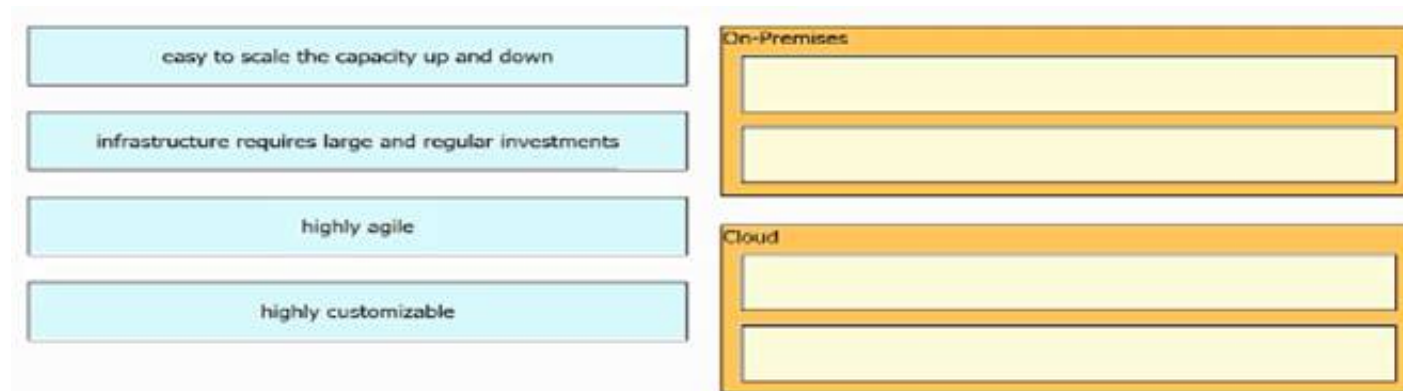 easy to scale the capacity up and down
infrastructure requires large and regular investments
highly agile
highly customizable
On-Premises
Cloud